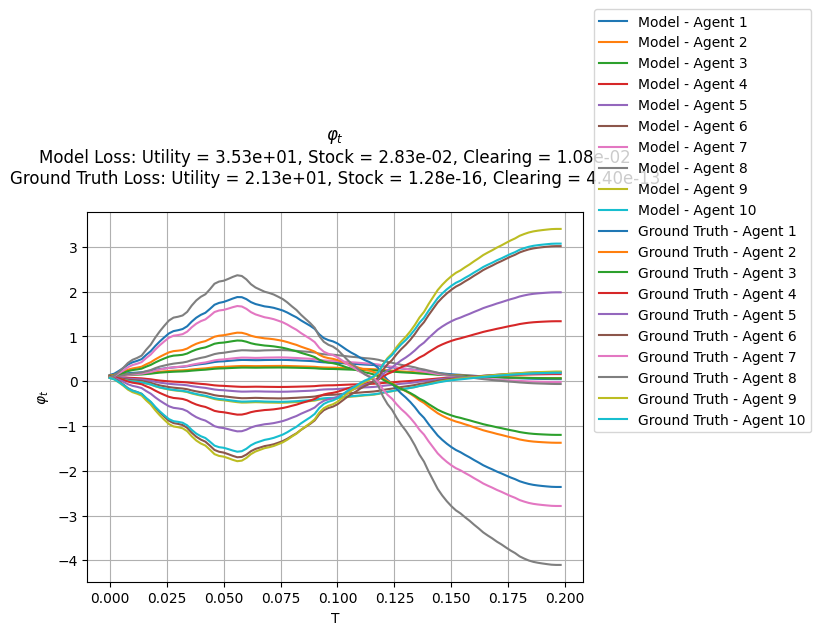 φt
Model Loss: Utility = 3.53e+01, Stock = 2.83e-02, Clearing = 1.08e-02
Ground Truth Loss: Utility = 2.13e+01, Stock = 1.28e-16, Clearing = 4.40e-13
Model - Agent 1
Model - Agent 2
Model - Agent 3
Model - Agent 4
Model - Agent 5
Model - Agent 6
Model - Agent 7
Model - Agent 8
Model - Agent 9
Model - Agent 10
Ground Truth - Agent 1
Ground Truth - Agent 2
Ground Truth - Agent 3
Ground Truth - Agent 4
Ground Truth - Agent 5
Ground Truth - Agent 6
Ground Truth - Agent 7
Ground Truth - Agent 8
Ground Truth - Agent 9
Ground Truth - Agent 10
φt
3
2
1
0
−1
−2
−3
−4
0.000 0.025 0.050 0.075 0.100 0.125 0.150 0.175 0.200
T